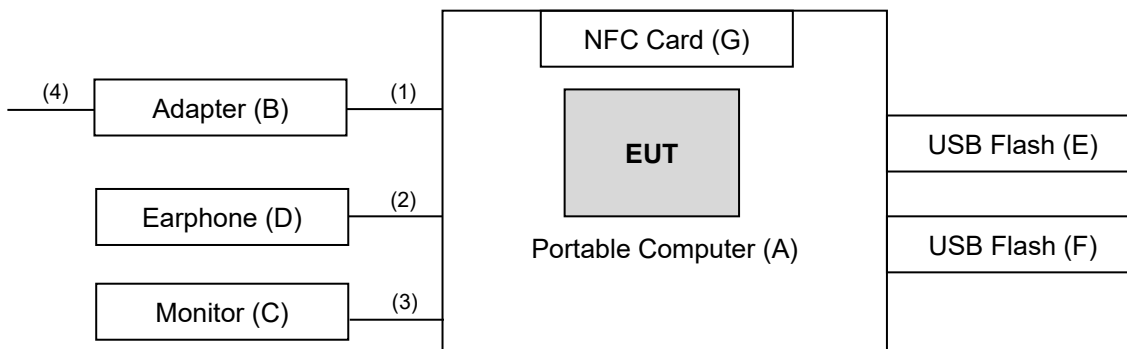 NFC Card (G)
(4)
Adapter (B)
(1)
EUT
USB Flash (E)
Earphone (D)
(2)
Portable Computer (A)
USB Flash (F)
Monitor (C)
(3)